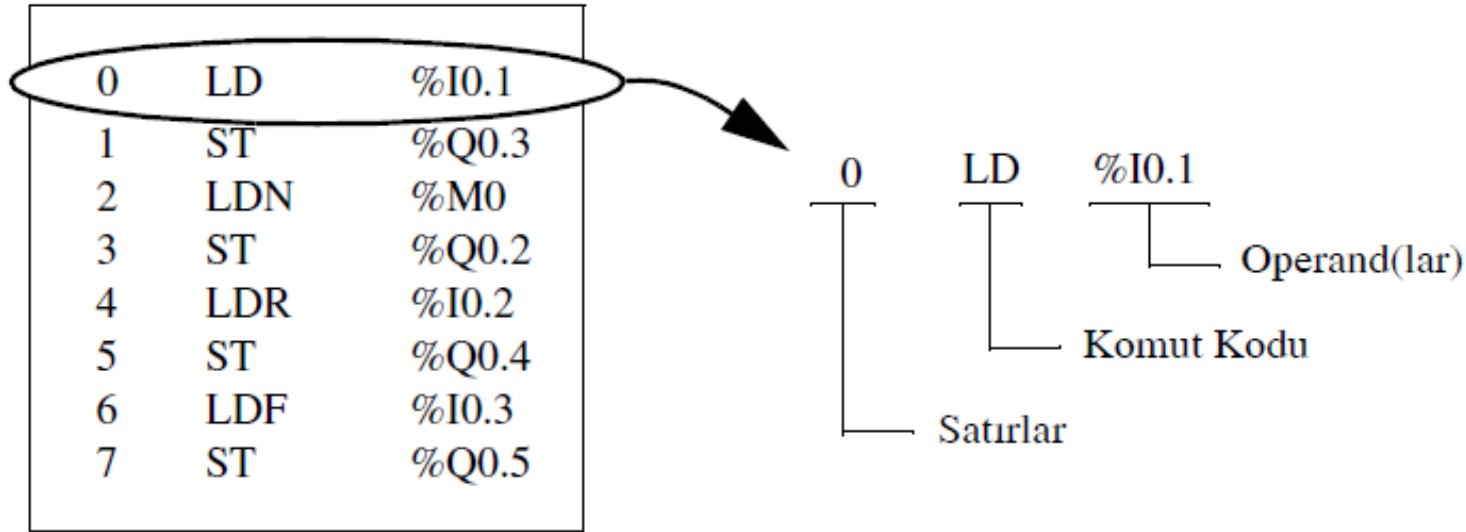 0 LD %I0.1
1 ST %Q0.3
2 LDN %M0
3 ST %Q0.2
4 LDR %I0.2
5 ST %Q0.4
6 LDF %I0.3
7 ST %Q0.5
0 LD %I0.1
Operand(lar)
Komut Kodu
Satırlar